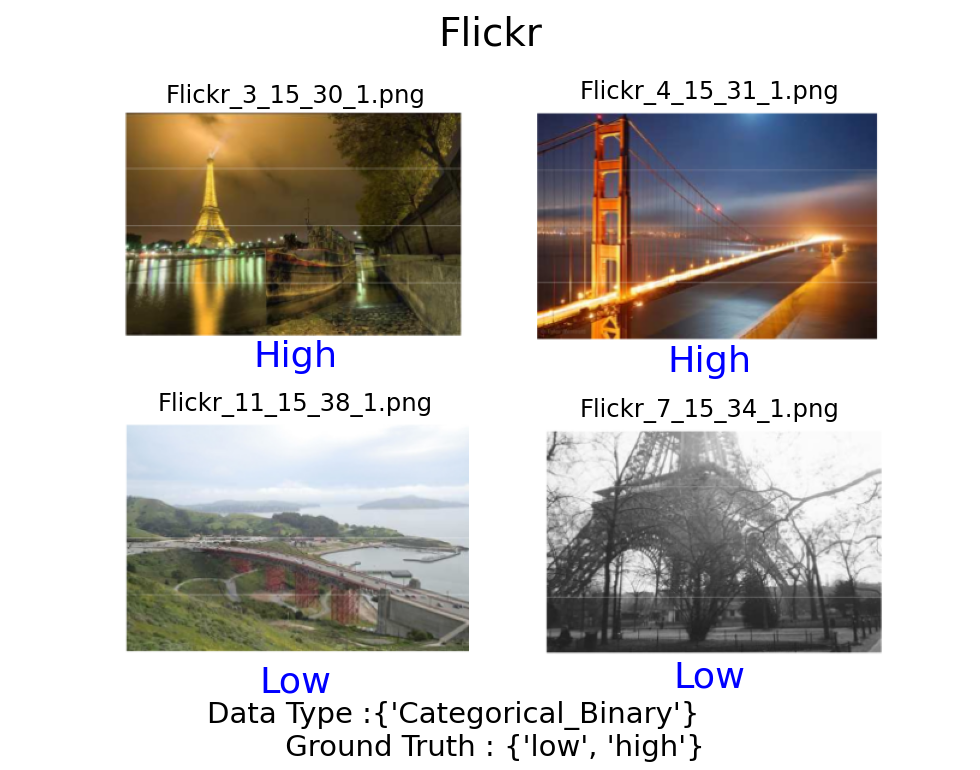 Flickr
Flickr_3_15_30_1.png
Flickr_4_15_31_1.png
High
High
Flickr_11_15_38_1.png
Flickr_7_15_34_1.png
Low
Low
Data Type :{'Categorical_Binary'}
Ground Truth : {'low', 'high'}